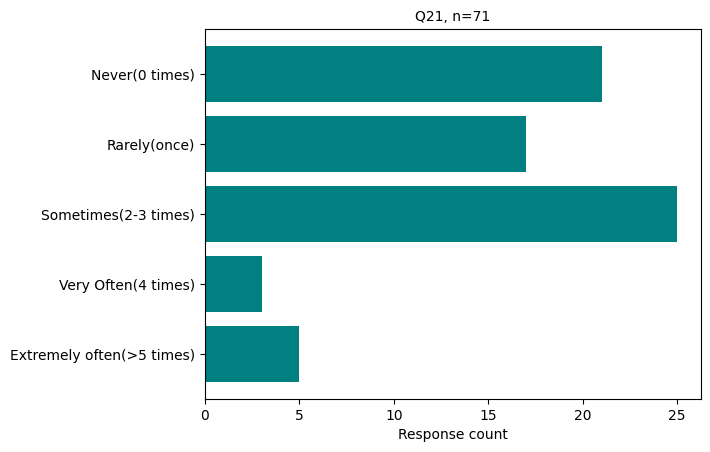 Q21, n=71
Never(0 times)
Rarely(once)
Sometimes(2-3 times)
Very Often(4 times)
Extremely often(>5 times)
0 5 10 15 20 25
Response count